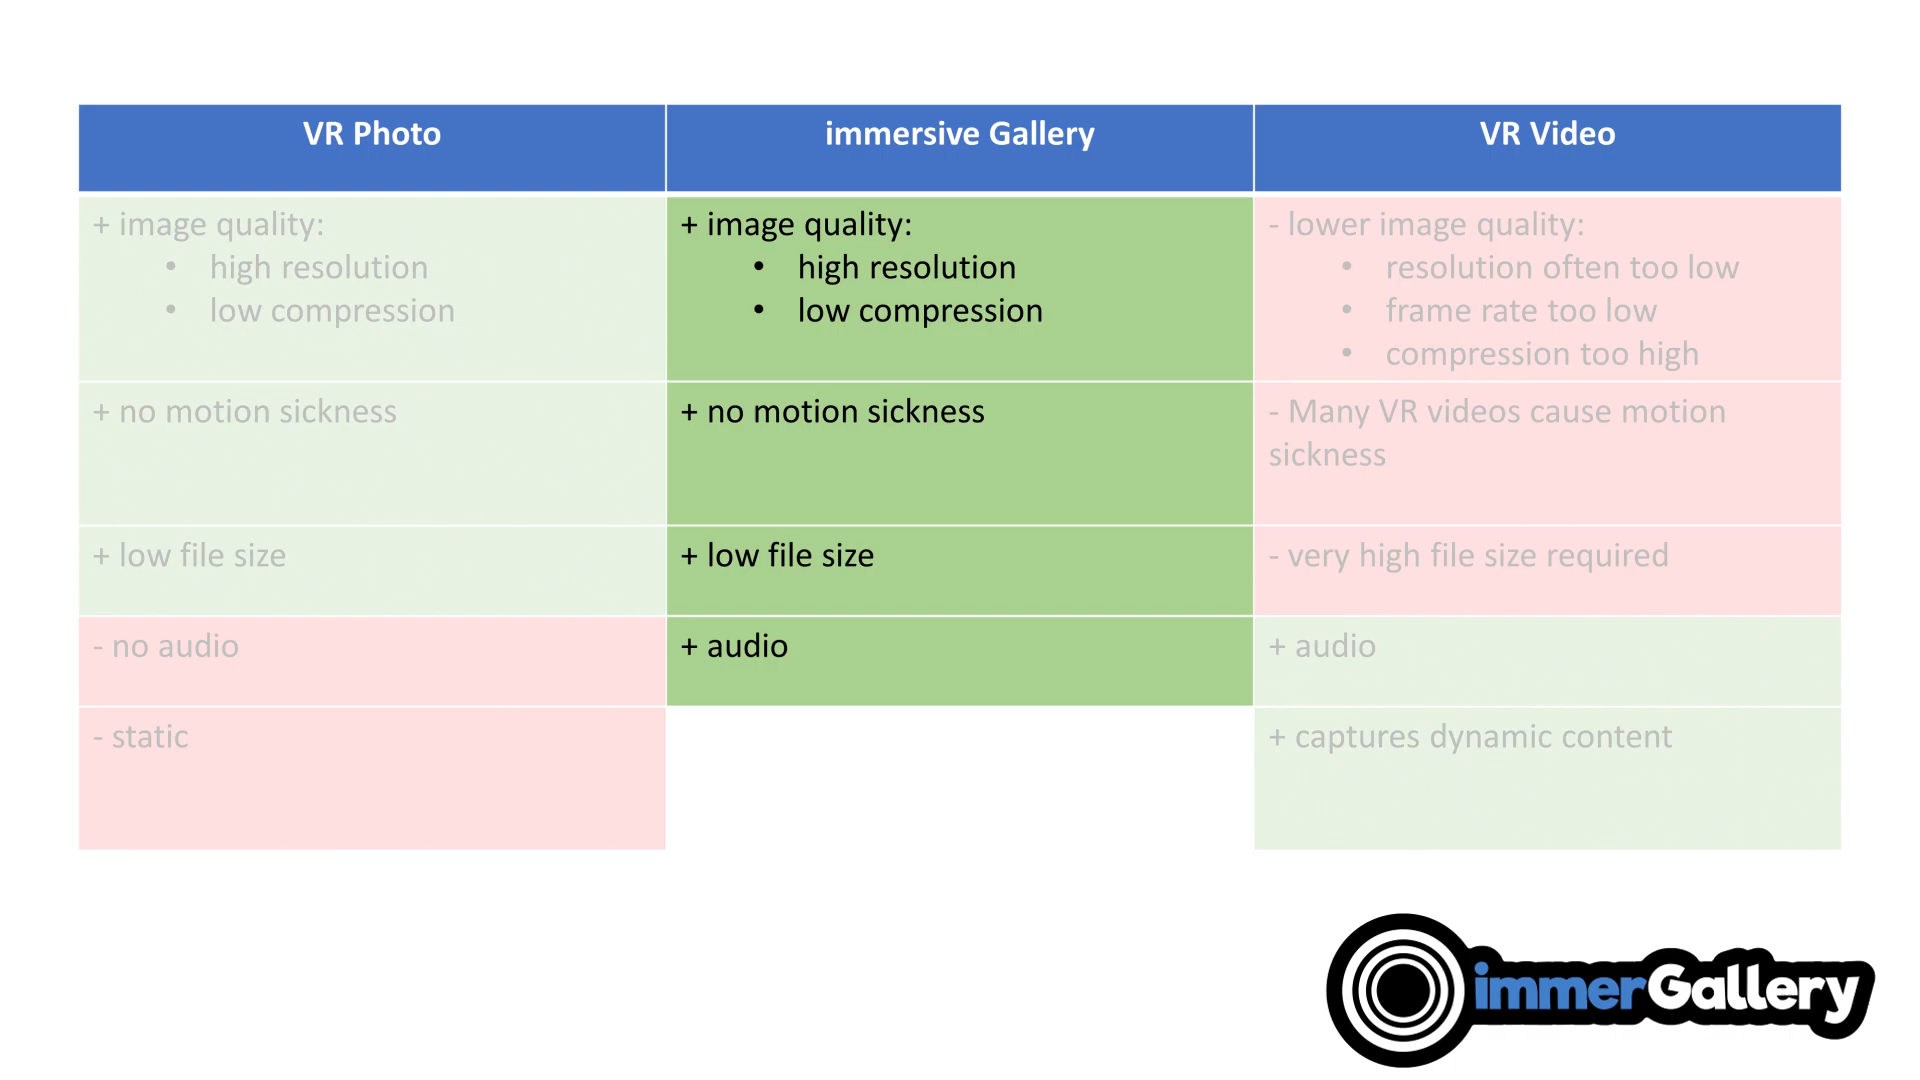 VR Photo
immersive Gallery
VR Video
+ image quality:
• high resolution
• low compression
+ image quality:
• high resolution
• low compression
- lower image quality:
• resolution often too low
• frame rate too low
• compression too high
+ no motion sickness
+ no motion sickness
- Many VR videos cause motion
sickness
+ low file size
+ low file size
- very high file size required
- no audio
+ audio
+ audio
- static
+ captures dynamic content
immerGallery